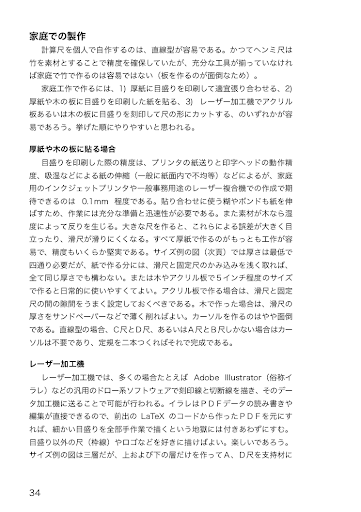 家庭での製作
計算尺を個人で自作するのは、直線型が容易である。かつてヘンミ尺は
竹を素材とすることで精度を確保していたが、充分な工具が揃っていなけれ
ば家庭で竹で作るのは容易ではない（板を作るのが面倒なため）。
家庭工作で作るには、1) 厚紙に目盛りを印刷して適宜張り合わせる、2)
厚紙や木の板に目盛りを印刷した紙を貼る、3) レーザー加工機でアクリル
板あるいは木の板に目盛りを刻印して尺の形にカットする、のいずれかが容
易であろう。挙げた順にやりやすいと思われる。
厚紙や木の板に貼る場合
目盛りを印刷した際の精度は、プリンタの紙送りと印字ヘッドの動作精
度、吸湿などによる紙の伸縮（一般に紙面内で不均等）などによるが、家庭
用のインクジェットプリンタや一般事務用途のレーザー複合機での作成で期
待できるのは 0.1mm 程度である。貼り合わせに使う糊やボンドも紙を伸
ばすため、作業には充分な準備と迅速性が必要である。また素材が木なら湿
度によって反りを生じる。大きな尺を作ると、これらによる誤差が大きく目
立ったり、滑尺が滑りにくくなる。すべて厚紙で作るのがもっとも工作が容
易で、精度もいくらか堅実である。サイズ例の図（次頁）では厚さは最低で
四通り必要だが、紙で作る分には、滑尺と固定尺のかみ込みを浅く取れば、
全て同じ厚さでも構わない。または木やアクリル板で５インチ程度のサイズ
で作ると日常的に使いやすくてよい。アクリル板で作る場合は、滑尺と固定
尺の間の隙間をうまく設定しておくべきである。木で作った場合は、滑尺の
厚さをサンドペーパーなどで薄く削ればよい。カーソルを作るのはやや面倒
である。直線型の場合、Ｃ尺とＤ尺、あるいはＡ尺とＢ尺しかない場合はカー
ソルは不要であり、定規を二本つくればそれで完成である。
レーザー加工機
レーザー加工機では、多くの場合たとえば Adobe Illustrator（俗称イ
ラレ）などの汎用のドロー系ソフトウェアで刻印線と切断線を描き、そのデー
タ加工機に送ることで可能が行われる。イラレはＰＤＦデータの読み書きや
編集が直接できるので、前出の LaTeX のコードから作ったＰＤＦを元にす
れば、細かい目盛りを全部手作業で描くという地獄には付きあわずにすむ。
目盛り以外の尺（枠線）やロゴなどを好きに描けばよい。楽しいであろう。
サイズ例の図は三層だが、上および下の層だけを作ってＡ、Ｄ尺を支持材に
34